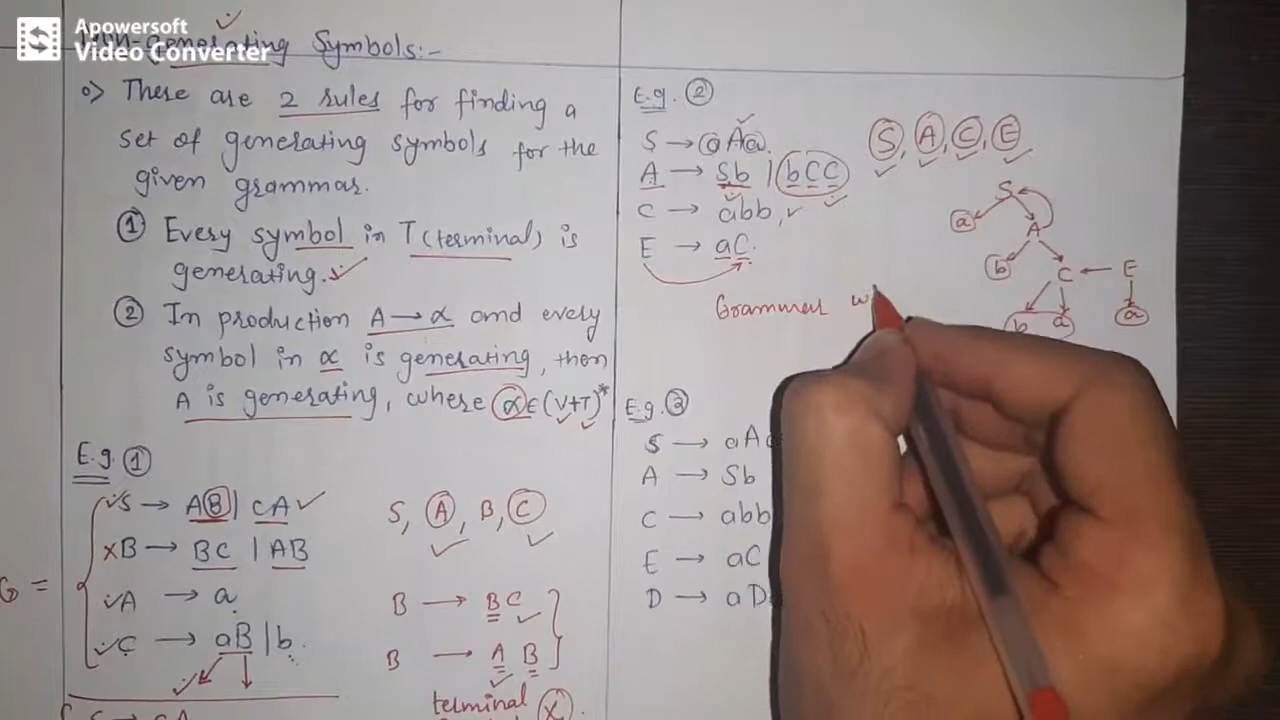 Apowersoft
Video Converter
Non-generating Symbols:-
There are 2 rules for finding a
set of generating symbols for the
given grammar.
① Every symbol in T (terminal) is
generating.
② In production A → α and every
symbol in α is generating, then
A is generating, where α ∈ (V+T)*
E.g. ①
G =
S → AB | CA
B → BC | AB
A → a
C → aB | b.
S, A, B, C
B → BC
B → AB
terminal
E.g. ②
S → aAa.
A → Sb | bCC
C → abb,
E → aC.
S, A, C, E
S
a
A
b
C
E
b
a
a
Grammar w
E.g. ③
S → aAa
A → Sb
C → abb
E → aC
D → aD